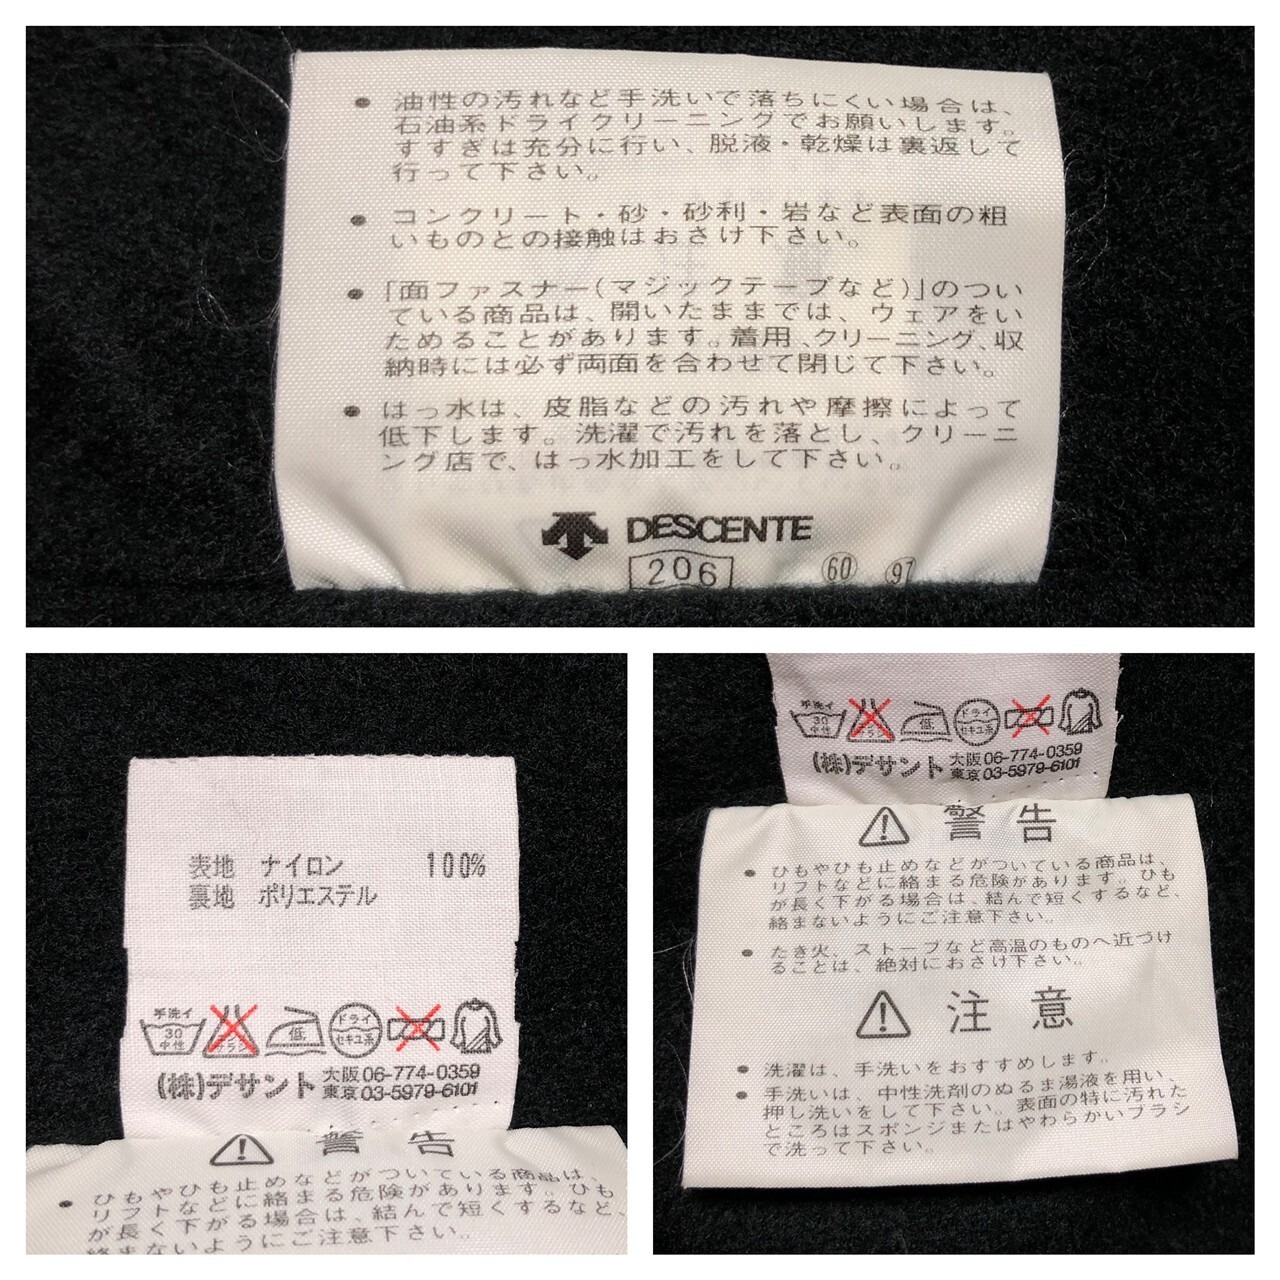 ● 油性の汚れなど手洗いで落ちにくい場合は、
石油系ドライクリーニングでお願いします。
すすぎは充分に行い、脱液・乾燥は裏返して
行って下さい。
● コンクリート・砂・砂利・岩など表面の粗
いものとの接触はおさけ下さい。
● 「面ファスナー(マジックテープなど)」のつい
ている商品は、開いたままでは、ウェアをい
ためることがあります。着用、クリーニング、収
納時には必ず両面を合わせて閉じて下さい。
● はっ水は、皮脂などの汚れや摩擦によって
低下します。洗濯で汚れを落とし、クリーニ
ング店で、はっ水加工をして下さい。
DESCENTE
206 60 97
表地 ナイロン 100%
裏地 ポリエステル
手洗イ 30 中性 エンソ サラシ 低 ドライ セキユ系
(株)デサント 大阪06-774-0359
東京03-5979-6101
警告
● ひもやひも止めなどがついている商品は、
リフトなどに絡まる危険があります。ひも
が長く下がる場合は、結んで短くするなど、
絡まないようにご注意下さい。
手洗イ 30 中性 エンソ サラシ 低 ドライ セキユ系
(株)デサント 大阪06-774-0359
東京03-5979-6101
警告
● ひもやひも止めなどがついている商品は、
リフトなどに絡まる危険があります。ひも
が長く下がる場合は、結んで短くするなど、
絡まないようにご注意下さい。
● たき火、ストーブなど高温のものへ近づけ
ることは、絶対におさけ下さい。
注意
● 洗濯は、手洗いをおすすめします。
● 手洗いは、中性洗剤のぬるま湯液を用い、
押し洗いをして下さい。表面の特に汚れた
ところはスポンジまたはやわらかいブラシ
で洗って下さい。